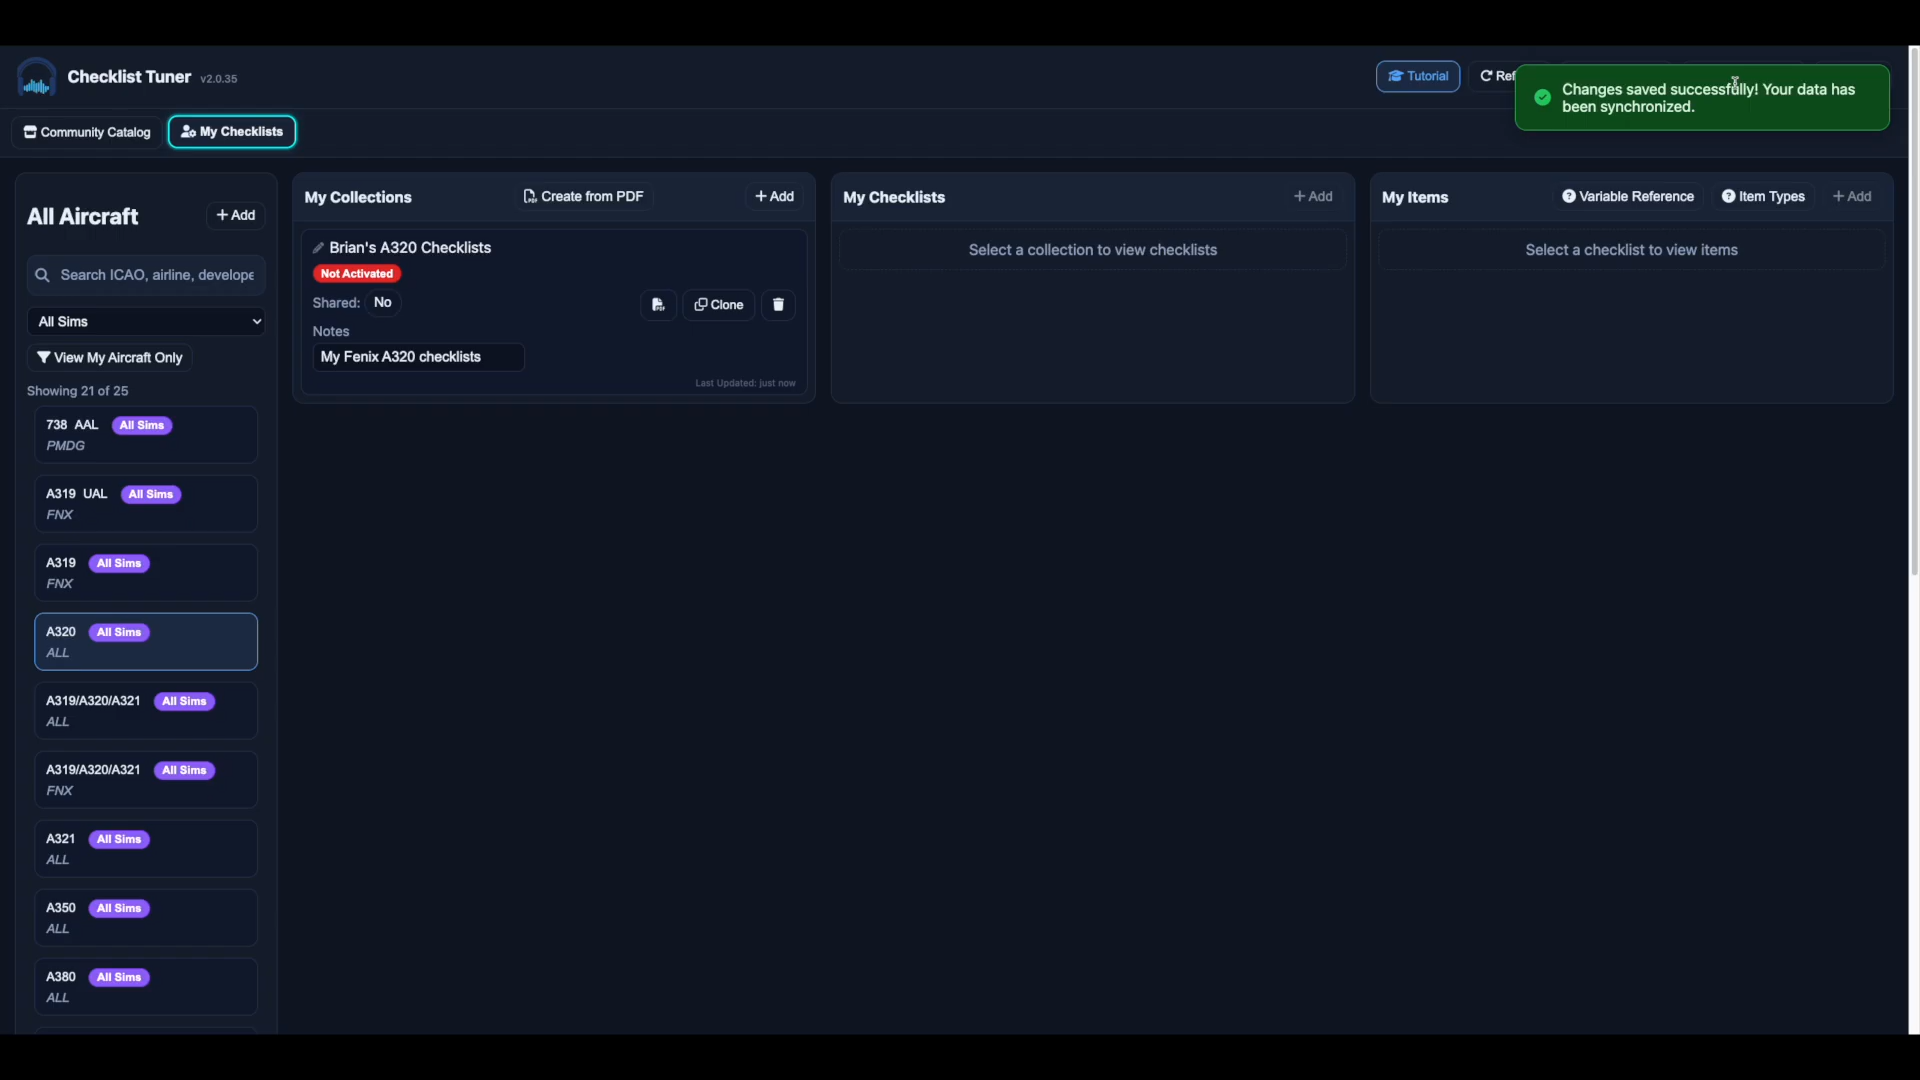 Checklist Tuner v2.0.35
Tutorial
Changes saved successfully! Your data has
been synchronized.
Community Catalog
My Checklists
All Aircraft
Add
Search ICAO, airline, develope
All Sims
View My Aircraft Only
Showing 21 of 25
738 AAL All Sims
PMDG
A319 UAL All Sims
FNX
A319 All Sims
FNX
A320 All Sims
ALL
A319/A320/A321 All Sims
ALL
A319/A320/A321 All Sims
FNX
A321 All Sims
ALL
A350 All Sims
ALL
A380 All Sims
ALL
My Collections
Create from PDF
Add
Brian's A320 Checklists
Not Activated
Shared: No
Clone
Notes
My Fenix A320 checklists
Last Updated: just now
My Checklists
Add
Select a collection to view checklists
My Items
Variable Reference
Item Types
Add
Select a checklist to view items